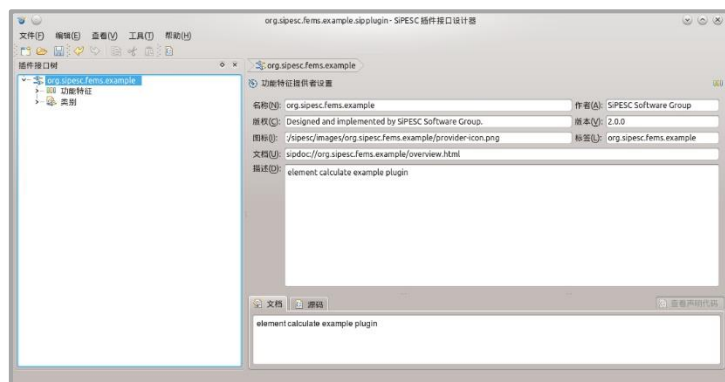 org.sipesc.fems.example.sipplugin - SiPESC 插件接口设计器
文件(F) 编辑(E) 查看(V) 工具(T) 帮助(H)
插件接口树
org.sipesc.fems.example
功能特征
类别
org.sipesc.fems.example
功能特征提供者设置
名称(N): org.sipesc.fems.example 作者(A): SiPESC Software Group
版权(C): Designed and implemented by SiPESC Software Group. 版本(V): 2.0.0
图标(I): :/sipesc/images/org.sipesc.fems.example/provider-icon.png 标签(L): org.sipesc.fems.example
文档(U): sipdoc://org.sipesc.fems.example/overview.html
描述(D): element calculate example plugin
文档 源码 查看声明代码
element calculate example plugin